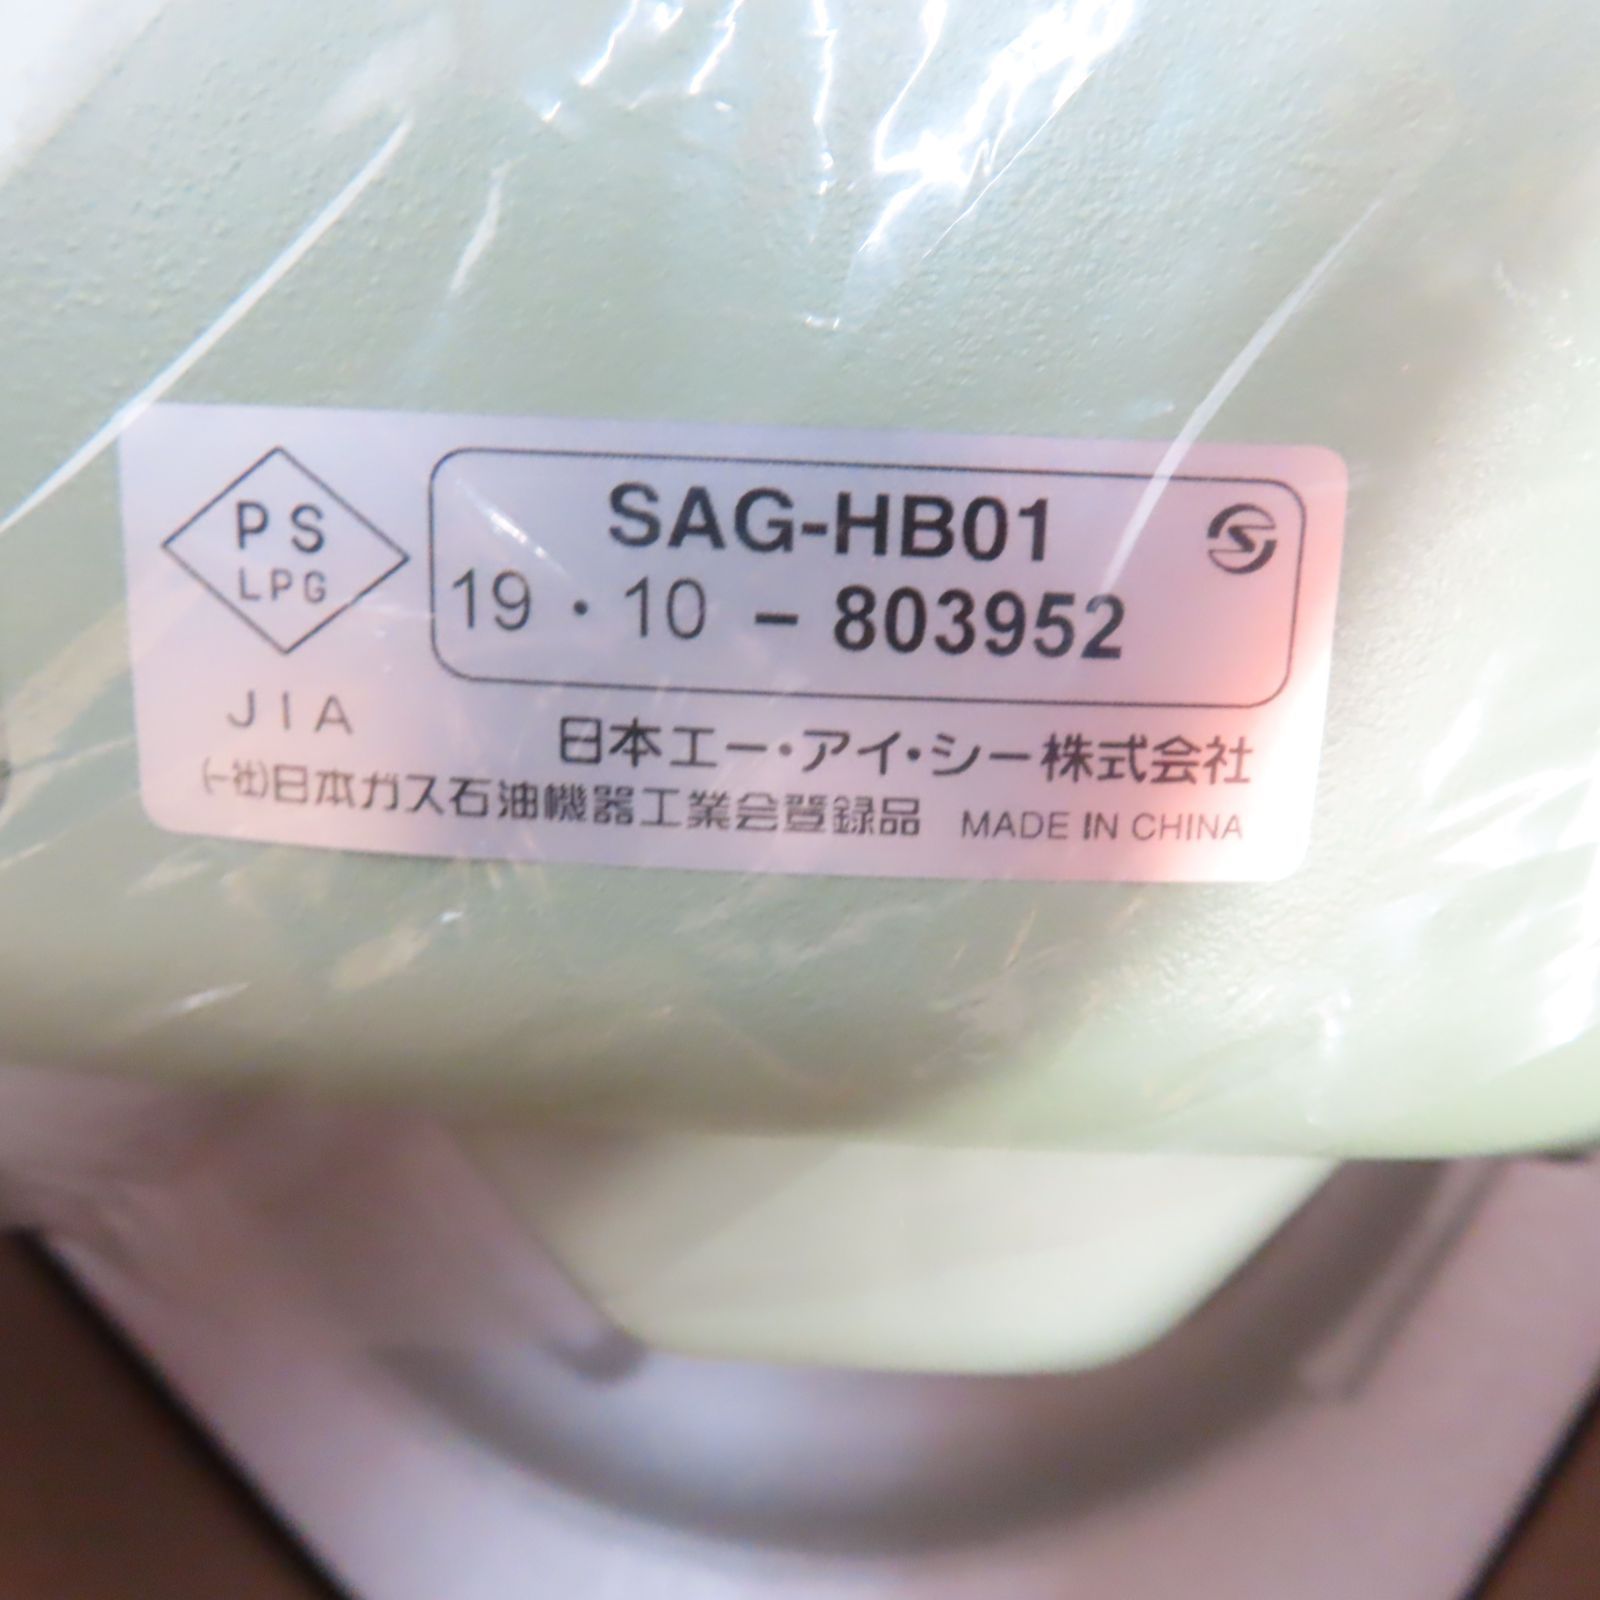 PS
LPG
JIA
SAG-HB01
19・10 - 803952
日本エー・アイ・シー株式会社
(一社)日本ガス石油機器工業会登録品 MADE IN CHINA